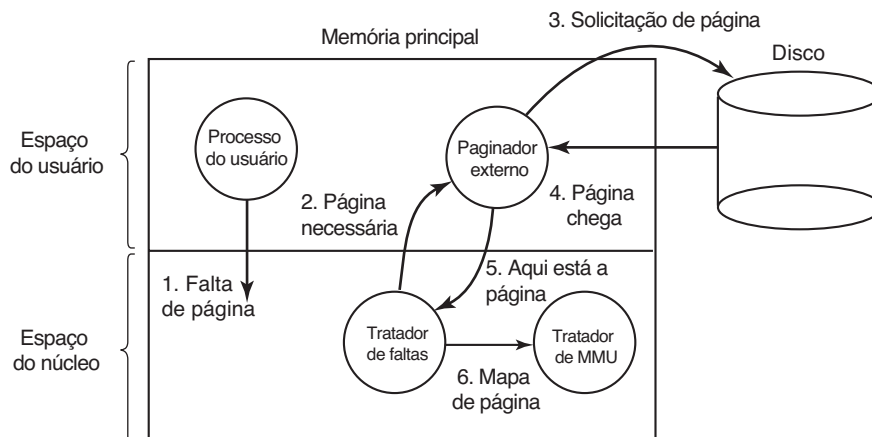 3. Solicitação de página
Memória principal
Disco
Espaço
do usuário
Processo
do usuário
Paginador
externo
2. Página
necessária
4. Página
chega
1. Falta
de página
5. Aqui está a
página
Espaço
do núcleo
Tratador
de faltas
Tratador
de MMU
6. Mapa
de página